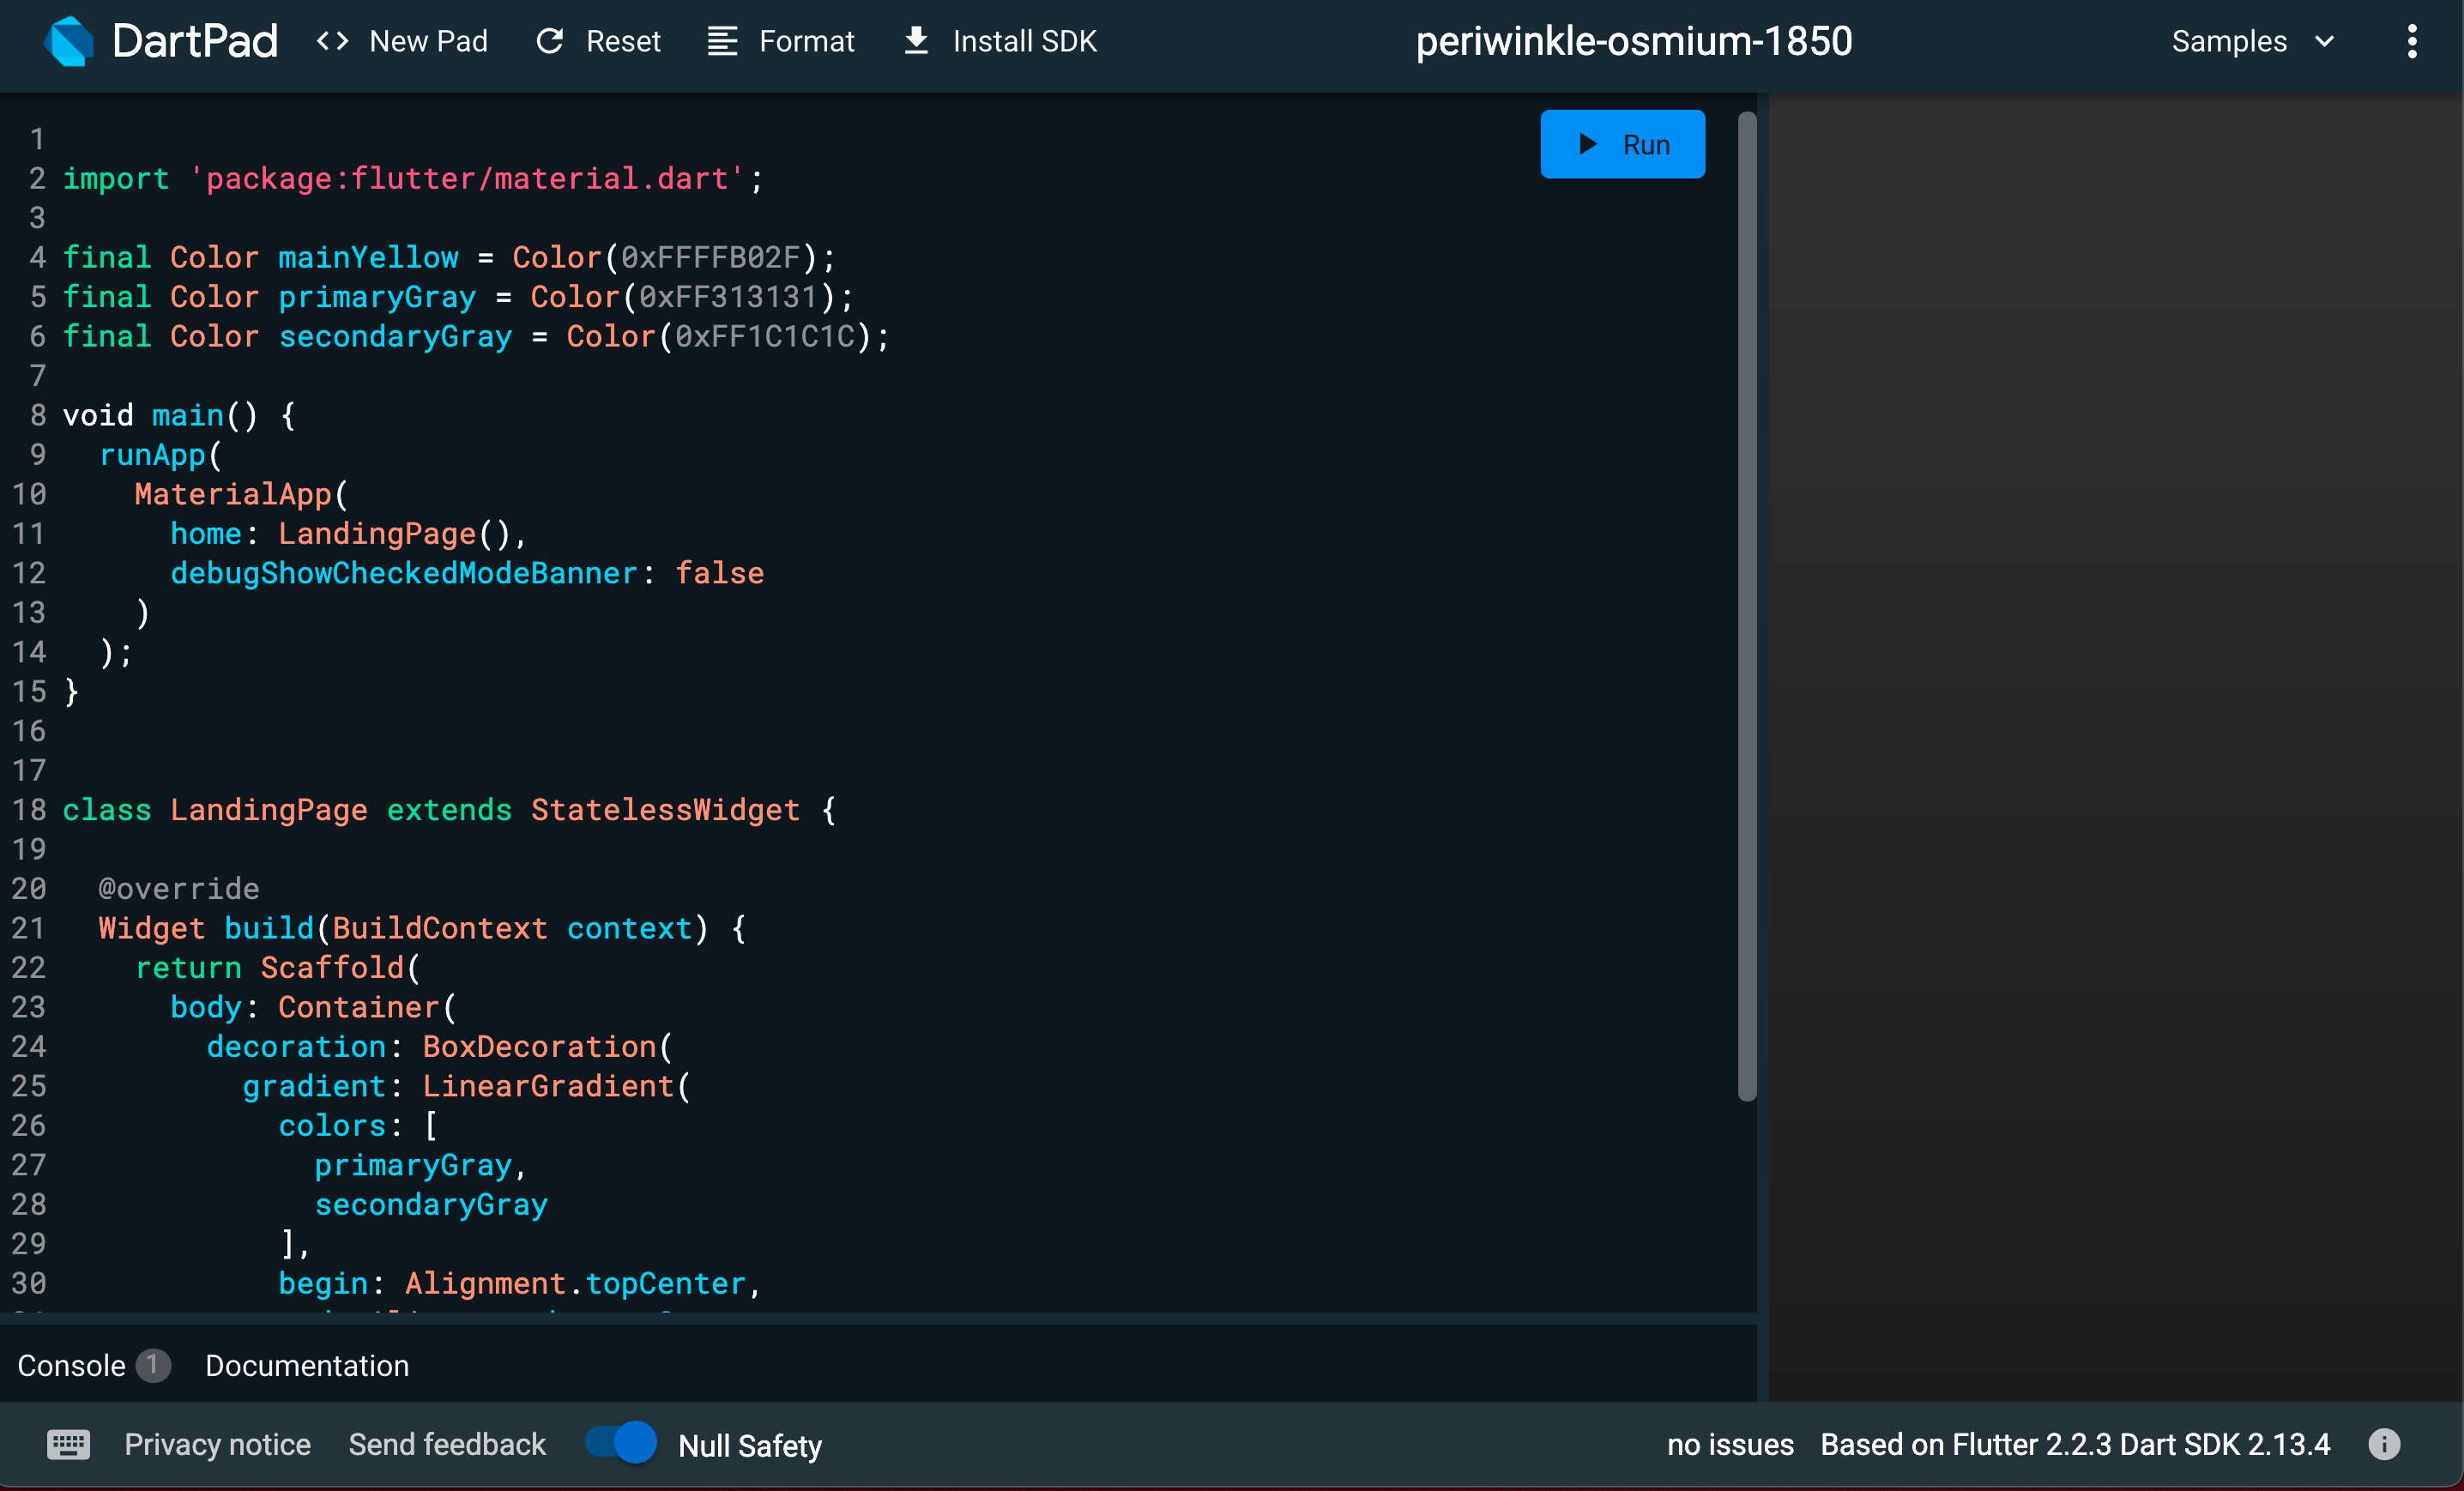 DartPad <> New Pad Reset Format Install SDK periwinkle-osmium-1850 Samples
Run
1
2 import 'package:flutter/material.dart';
3
4 final Color mainYellow = Color(0xFFFFB02F);
5 final Color primaryGray = Color(0xFF313131);
6 final Color secondaryGray = Color(0xFF1C1C1C);
7
8 void main() {
9   runApp(
10     MaterialApp(
11       home: LandingPage(),
12       debugShowCheckedModeBanner: false
13     )
14   );
15 }
16
17
18 class LandingPage extends StatelessWidget {
19
20   @override
21   Widget build(BuildContext context) {
22     return Scaffold(
23       body: Container(
24         decoration: BoxDecoration(
25           gradient: LinearGradient(
26             colors: [
27               primaryGray,
28               secondaryGray
29             ],
30             begin: Alignment.topCenter,
Console 1 Documentation
Privacy notice Send feedback Null Safety no issues Based on Flutter 2.2.3 Dart SDK 2.13.4